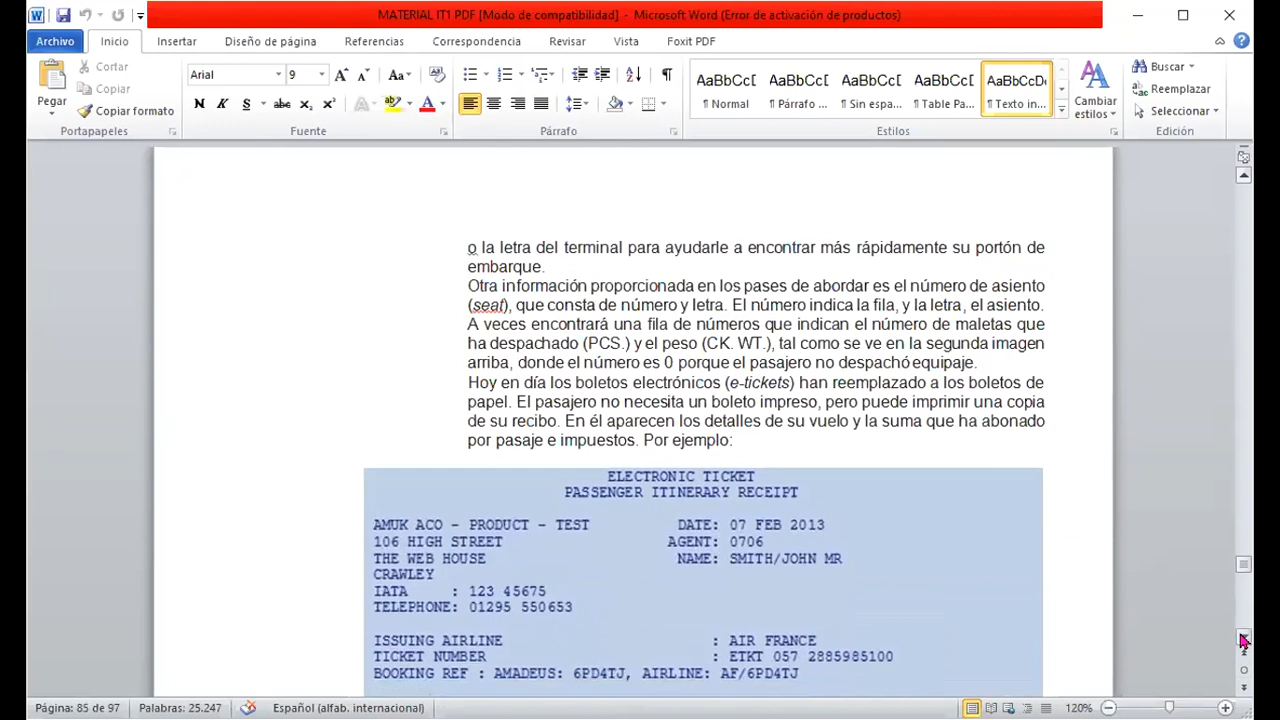 MATERIAL IT1 PDF [Modo de compatibilidad] - Microsoft Word (Error de activación de productos)
Archivo Inicio Insertar Diseño de página Referencias Correspondencia Revisar Vista Foxit PDF
Pegar
Cortar
Copiar
Copiar formato
Portapapeles
Arial 9
N K S abc x₂ x² A ab A
Fuente
Párrafo
AaBbCcD ¶ Normal
AaBbCcD ¶ Párrafo ...
AaBbCcD ¶ Sin espa...
AaBbCcD ¶ Table Pa...
AaBbCcDı ¶ Texto in...
Cambiar estilos
Estilos
Buscar
Reemplazar
Seleccionar
Edición
o la letra del terminal para ayudarle a encontrar más rápidamente su portón de
embarque.
Otra información proporcionada en los pases de abordar es el número de asiento
(seat), que consta de número y letra. El número indica la fila, y la letra, el asiento.
A veces encontrará una fila de números que indican el número de maletas que
ha despachado (PCS.) y el peso (CK. WT.), tal como se ve en la segunda imagen
arriba, donde el número es 0 porque el pasajero no despachó equipaje.
Hoy en día los boletos electrónicos (e-tickets) han reemplazado a los boletos de
papel. El pasajero no necesita un boleto impreso, pero puede imprimir una copia
de su recibo. En él aparecen los detalles de su vuelo y la suma que ha abonado
por pasaje e impuestos. Por ejemplo:
ELECTRONIC TICKET
PASSENGER ITINERARY RECEIPT
AMUK ACO - PRODUCT - TEST DATE: 07 FEB 2013
106 HIGH STREET AGENT: 0706
THE WEB HOUSE NAME: SMITH/JOHN MR
CRAWLEY
IATA : 123 45675
TELEPHONE: 01295 550653
ISSUING AIRLINE : AIR FRANCE
TICKET NUMBER : ETKT 057 2885985100
BOOKING REF : AMADEUS: 6PD4TJ, AIRLINE: AF/6PD4TJ
Página: 85 de 97 Palabras: 25.247 Español (alfab. internacional) 120%